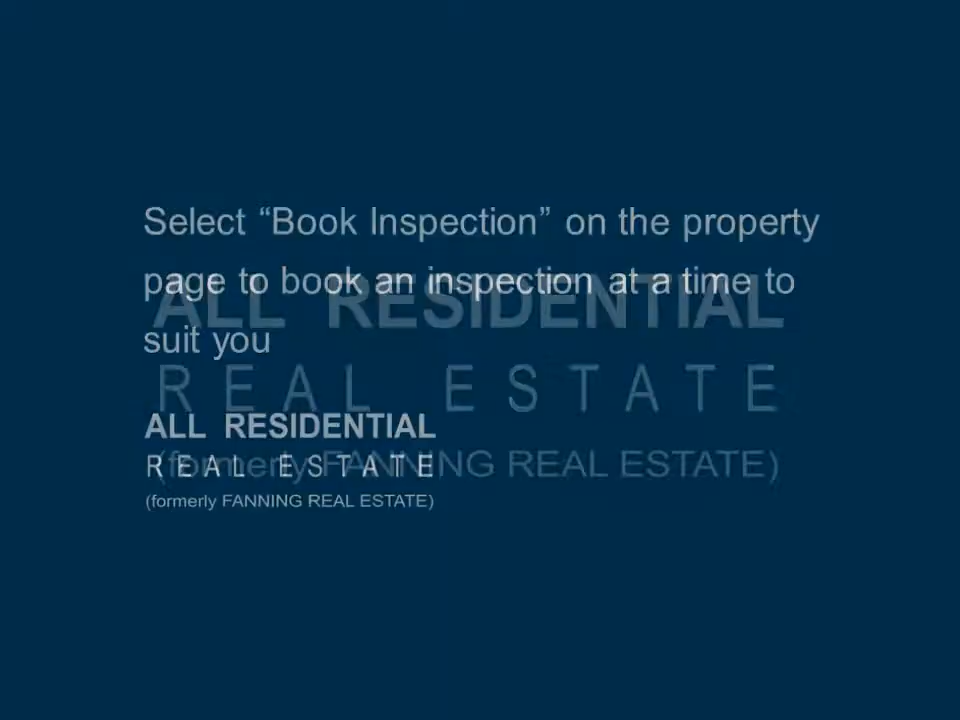 Select “Book Inspection” on the property
page to book an inspection at a time to
suit you
ALL RESIDENTIAL
REAL ESTATE
(formerly FANNING REAL ESTATE)
ALL RESIDENTIAL
REAL ESTATE
(formerly FANNING REAL ESTATE)